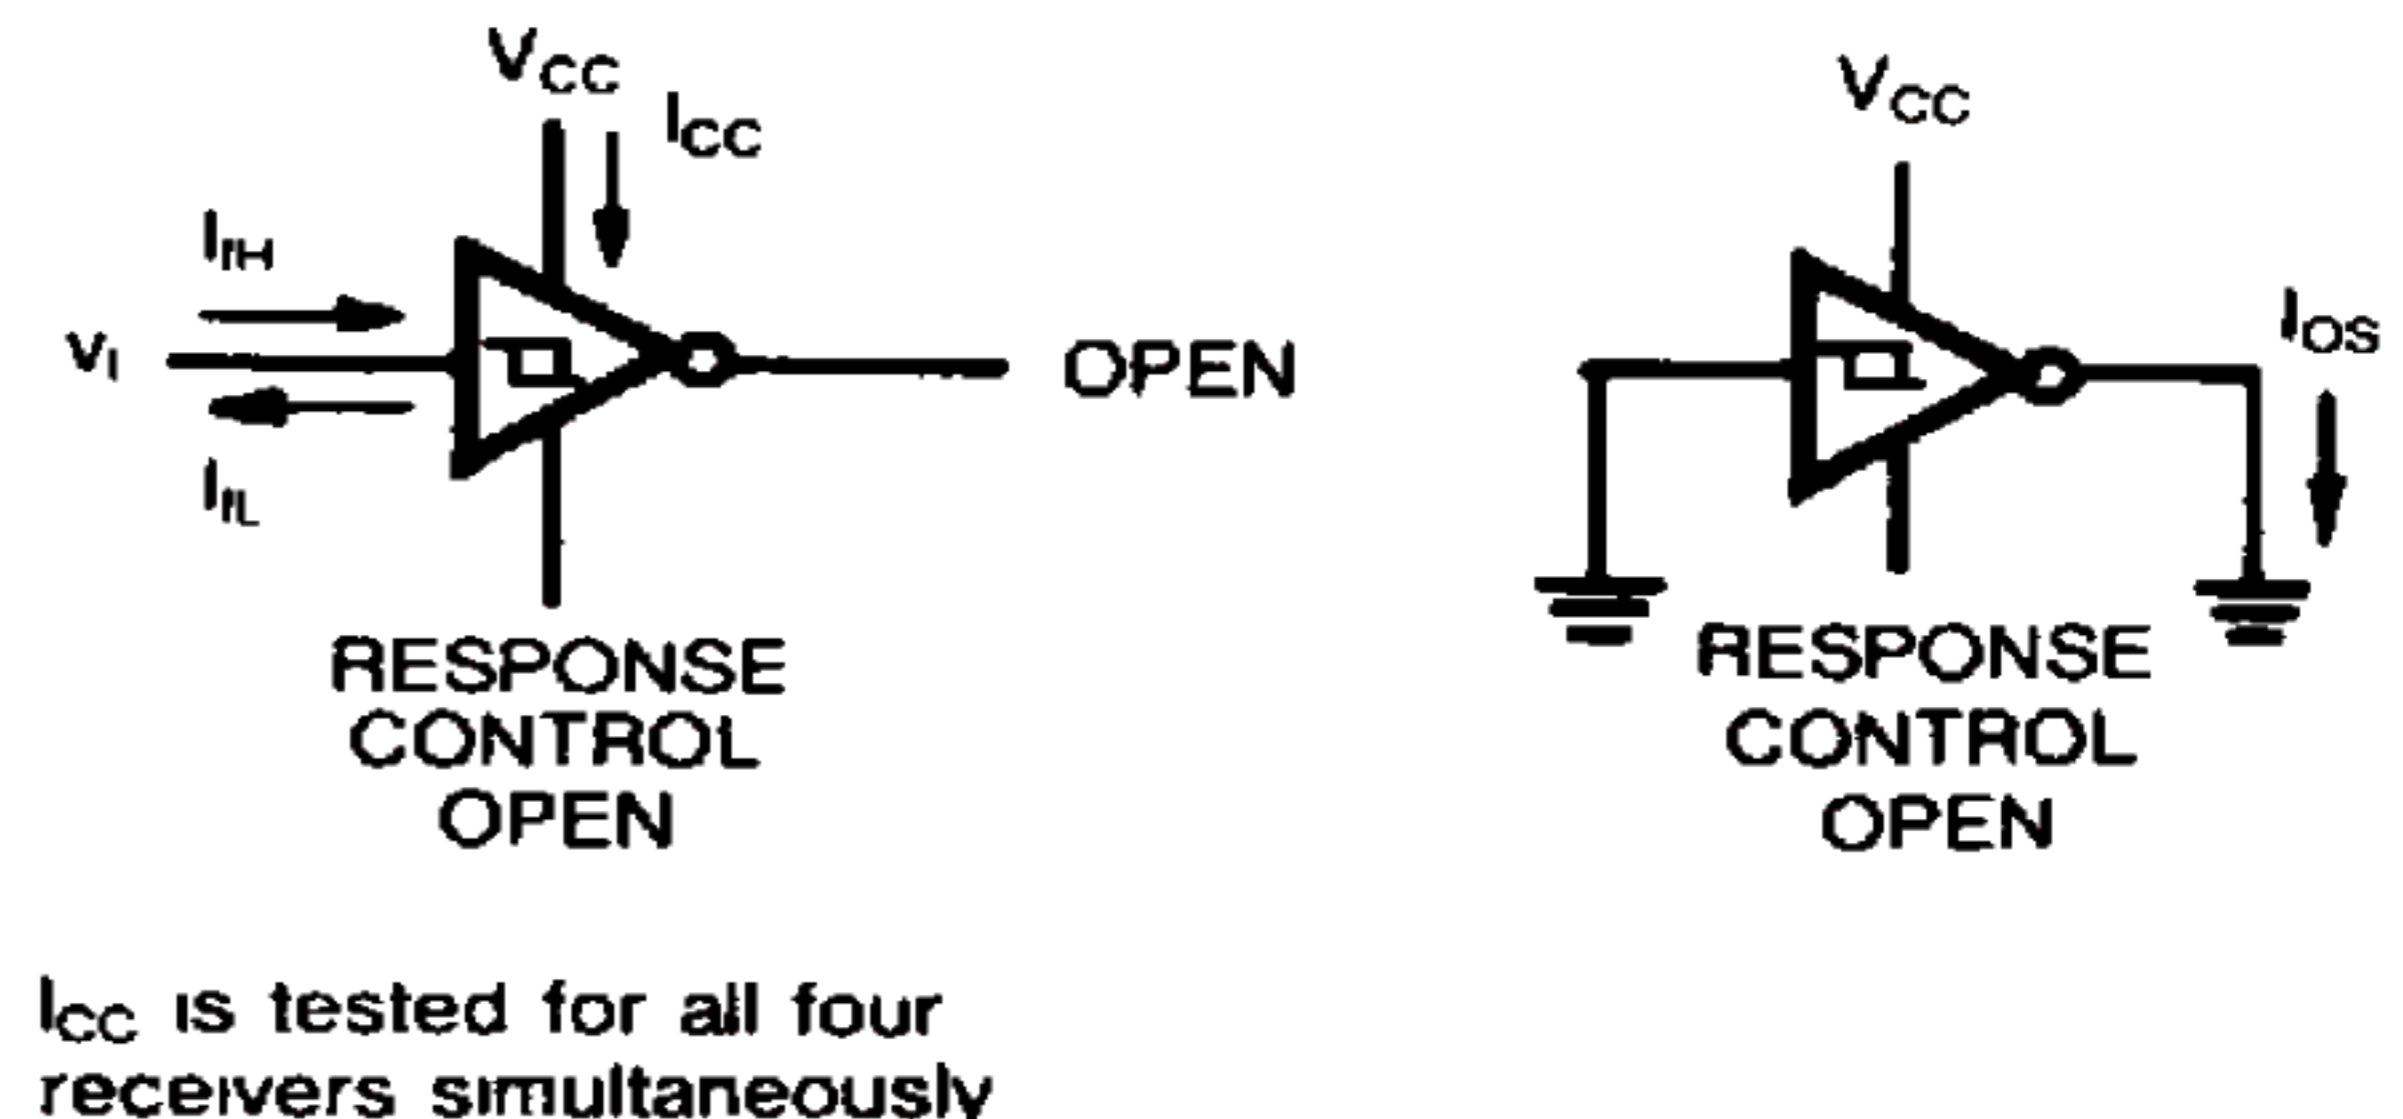 VCC
ICC
IIH
VI
IIL
OPEN
RESPONSE
CONTROL
OPEN
ICC is tested for all four
receivers simultaneously
VCC
IOS
RESPONSE
CONTROL
OPEN